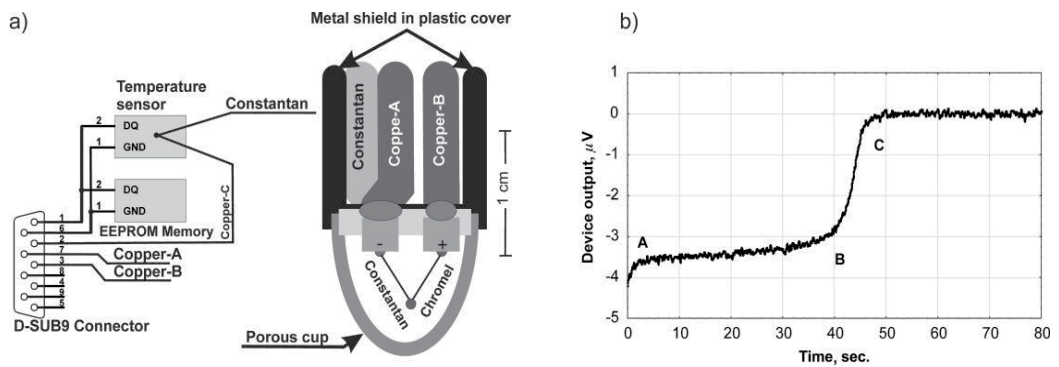 a)
Metal shield in plastic cover
Temperature
sensor
Constantan
2
DQ
1
GND
2
DQ
1
GND
EEPROM Memory
Copper-C
1
6
2
7
3
8
4
9
5
Copper-A
Copper-B
D-SUB9 Connector
Constantan
Coppe-A
Copper-B
1 cm
-
+
Constantan
Chromel
Porous cup
b)
Device output, μV
1
0
-1
-2
-3
-4
-5
A
B
C
0 10 20 30 40 50 60 70 80
Time, sec.